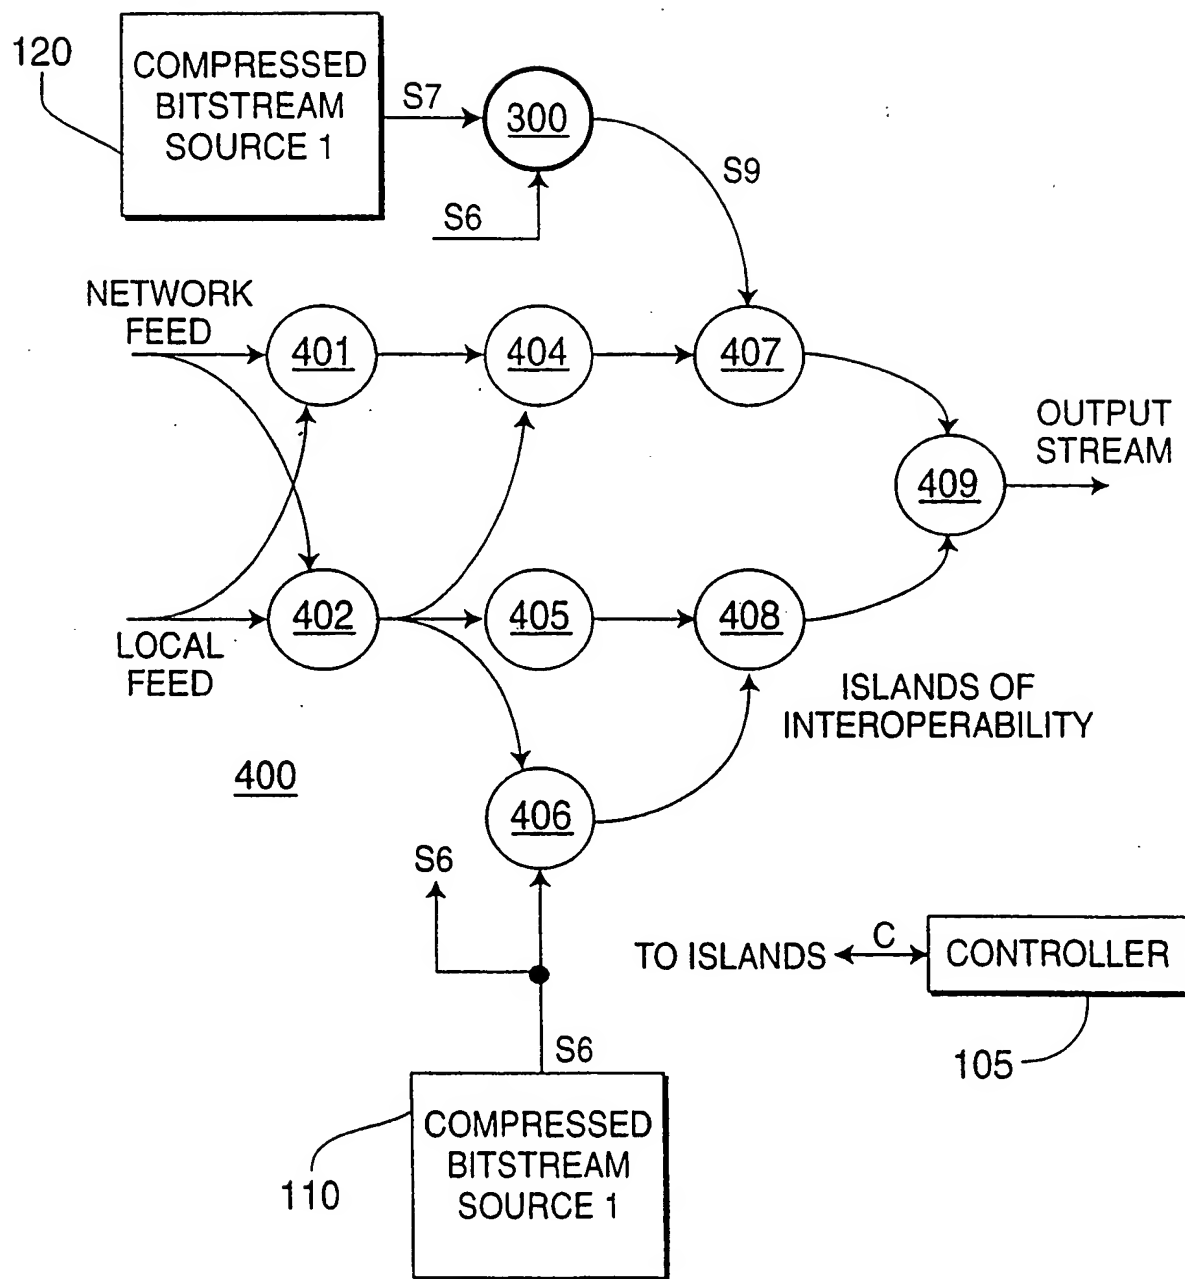 120
COMPRESSED
BITSTREAM
SOURCE 1
S7
300
S9
S6
NETWORK
FEED
401
404
407
OUTPUT
STREAM
409
402
405
408
LOCAL
FEED
ISLANDS OF
INTEROPERABILITY
400
406
S6
TO ISLANDS
C
CONTROLLER
105
S6
COMPRESSED
BITSTREAM
SOURCE 1
110